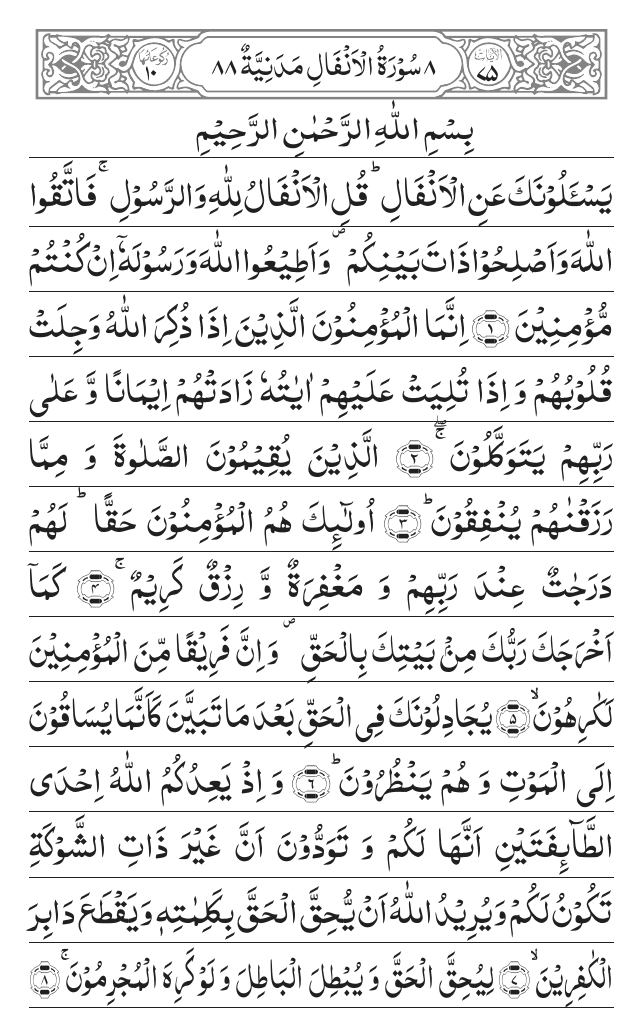 اٰيَاتُهَا ٧٥ ٨ سُوْرَةُ الْاَنْفَالِ مَدَنِيَّةٌ ٨٨ رُكُوْعَاتُهَا ١٠
بِسْمِ اللّٰهِ الرَّحْمٰنِ الرَّحِيْمِ
يَسْـَٔلُوْنَكَ عَنِ الْاَنْفَالِ ؕ قُلِ الْاَنْفَالُ لِلّٰهِ وَالرَّسُوْلِ ۚ فَاتَّقُوا
اللّٰهَ وَاَصْلِحُوْا ذَاتَ بَيْنِكُمْ ۪ وَاَطِيْعُوا اللّٰهَ وَرَسُوْلَهٗۤ اِنْ كُنْتُمْ
مُّؤْمِنِيْنَ ﴿١﴾ اِنَّمَا الْمُؤْمِنُوْنَ الَّذِيْنَ اِذَا ذُكِرَ اللّٰهُ وَجِلَتْ
قُلُوْبُهُمْ وَاِذَا تُلِيَتْ عَلَيْهِمْ اٰيٰتُهٗ زَادَتْهُمْ اِيْمَانًا وَّ عَلٰى
رَبِّهِمْ يَتَوَكَّلُوْنَ ۚۖ ﴿٢﴾ الَّذِيْنَ يُقِيْمُوْنَ الصَّلٰوةَ وَ مِمَّا
رَزَقْنٰهُمْ يُنْفِقُوْنَ ؕ ﴿٣﴾ اُولٰٓئِكَ هُمُ الْمُؤْمِنُوْنَ حَقًّا ؕ لَهُمْ
دَرَجٰتٌ عِنْدَ رَبِّهِمْ وَ مَغْفِرَةٌ وَّ رِزْقٌ كَرِيْمٌ ۚ ﴿٤﴾ كَمَاۤ
اَخْرَجَكَ رَبُّكَ مِنْۢ بَيْتِكَ بِالْحَقِّ ۪ وَاِنَّ فَرِيْقًا مِّنَ الْمُؤْمِنِيْنَ
لَكٰرِهُوْنَ ۙ ﴿٥﴾ يُجَادِلُوْنَكَ فِى الْحَقِّ بَعْدَ مَا تَبَيَّنَ كَاَنَّمَا يُسَاقُوْنَ
اِلَى الْمَوْتِ وَ هُمْ يَنْظُرُوْنَ ؕ ﴿٦﴾ وَ اِذْ يَعِدُكُمُ اللّٰهُ اِحْدَى
الطَّآئِفَتَيْنِ اَنَّهَا لَكُمْ وَ تَوَدُّوْنَ اَنَّ غَيْرَ ذَاتِ الشَّوْكَةِ
تَكُوْنُ لَكُمْ وَيُرِيْدُ اللّٰهُ اَنْ يُّحِقَّ الْحَقَّ بِكَلِمٰتِهٖ وَيَقْطَعَ دَابِرَ
الْكٰفِرِيْنَ ۙ ﴿٧﴾ لِيُحِقَّ الْحَقَّ وَيُبْطِلَ الْبَاطِلَ وَلَوْ كَرِهَ الْمُجْرِمُوْنَ ۚ ﴿٨﴾